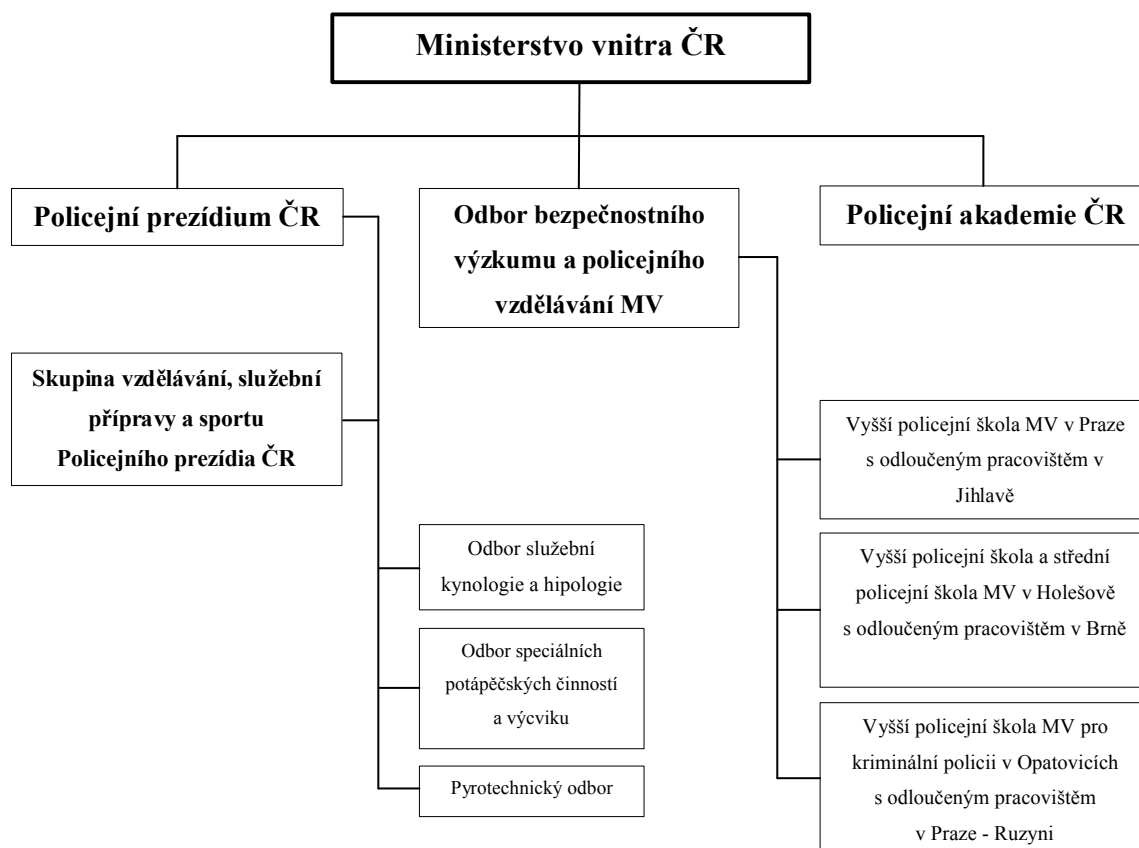 Ministerstvo vnitra ČR
Policejní prezídium ČR
Odbor bezpečnostního
výzkumu a policejního
vzdělávání MV
Policejní akademie ČR
Skupina vzdělávání, služební
přípravy a sportu
Policejního prezídia ČR
Odbor služební
kynologie a hipologie
Odbor speciálních
potápěčských činností
a výcviku
Pyrotechnický odbor
Vyšší policejní škola MV v Praze
s odloučeným pracovištěm v
Jihlavě
Vyšší policejní škola a střední
policejní škola MV v Holešově
s odloučeným pracovištěm v Brně
Vyšší policejní škola MV pro
kriminální policii v Opatovicích
s odloučeným pracovištěm
v Praze - Ruzyni